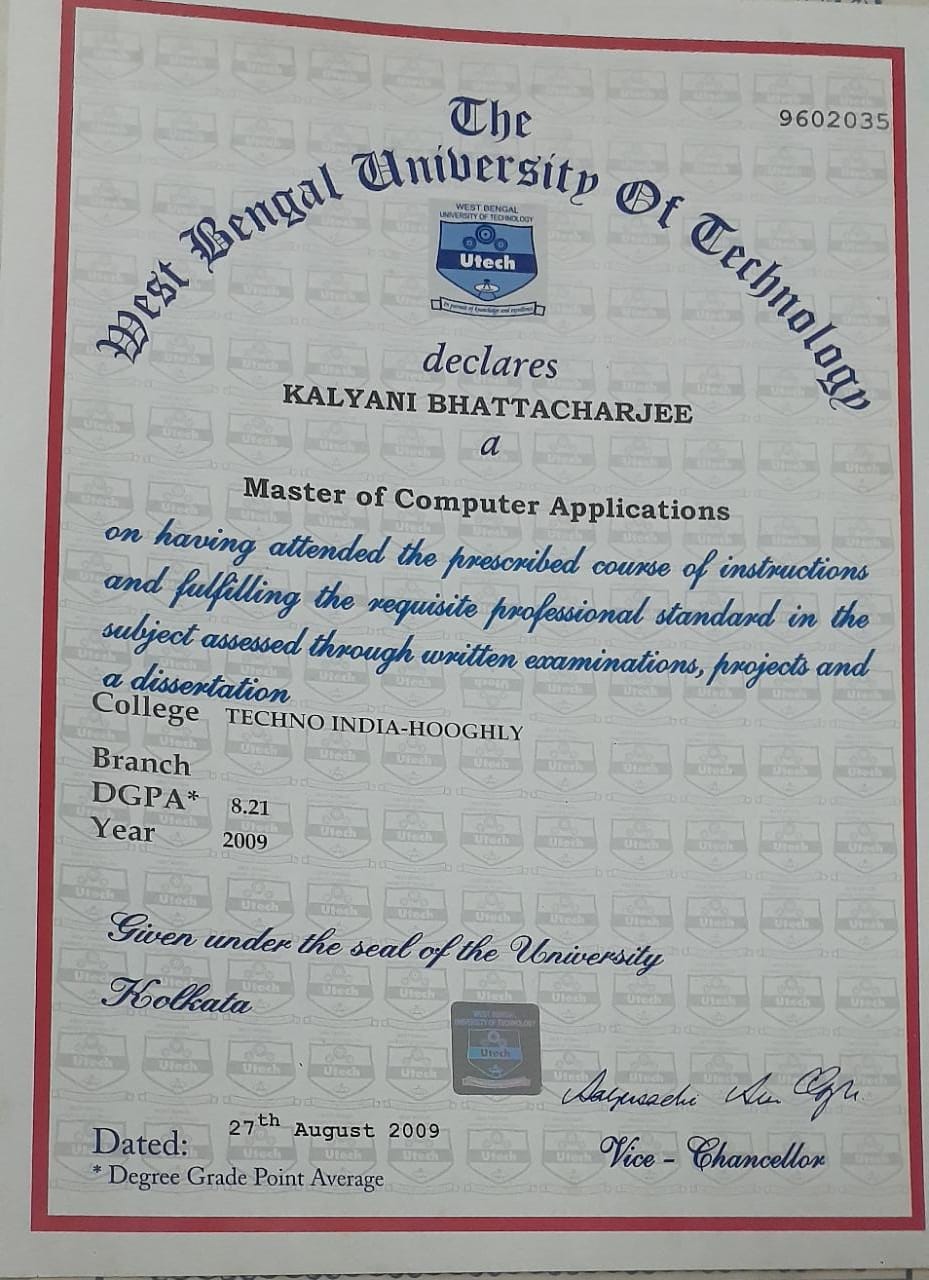 9602035
The
West Bengal University Of Technology
WEST BENGAL
UNIVERSITY OF TECHNOLOGY
Utech
In pursuit of knowledge and excellence
declares
KALYANI BHATTACHARJEE
a
Master of Computer Applications
on having attended the prescribed course of instructions
and fulfilling the requisite professional standard in the
subject assessed through written examinations, projects and
a dissertation
College TECHNO INDIA-HOOGHLY
Branch
DGPA* 8.21
Year 2009
Given under the seal of the University
Kolkata
WEST BENGAL
UNIVERSITY OF TECHNOLOGY
Utech
Dated: 27th August 2009
Vice - Chancellor
* Degree Grade Point Average